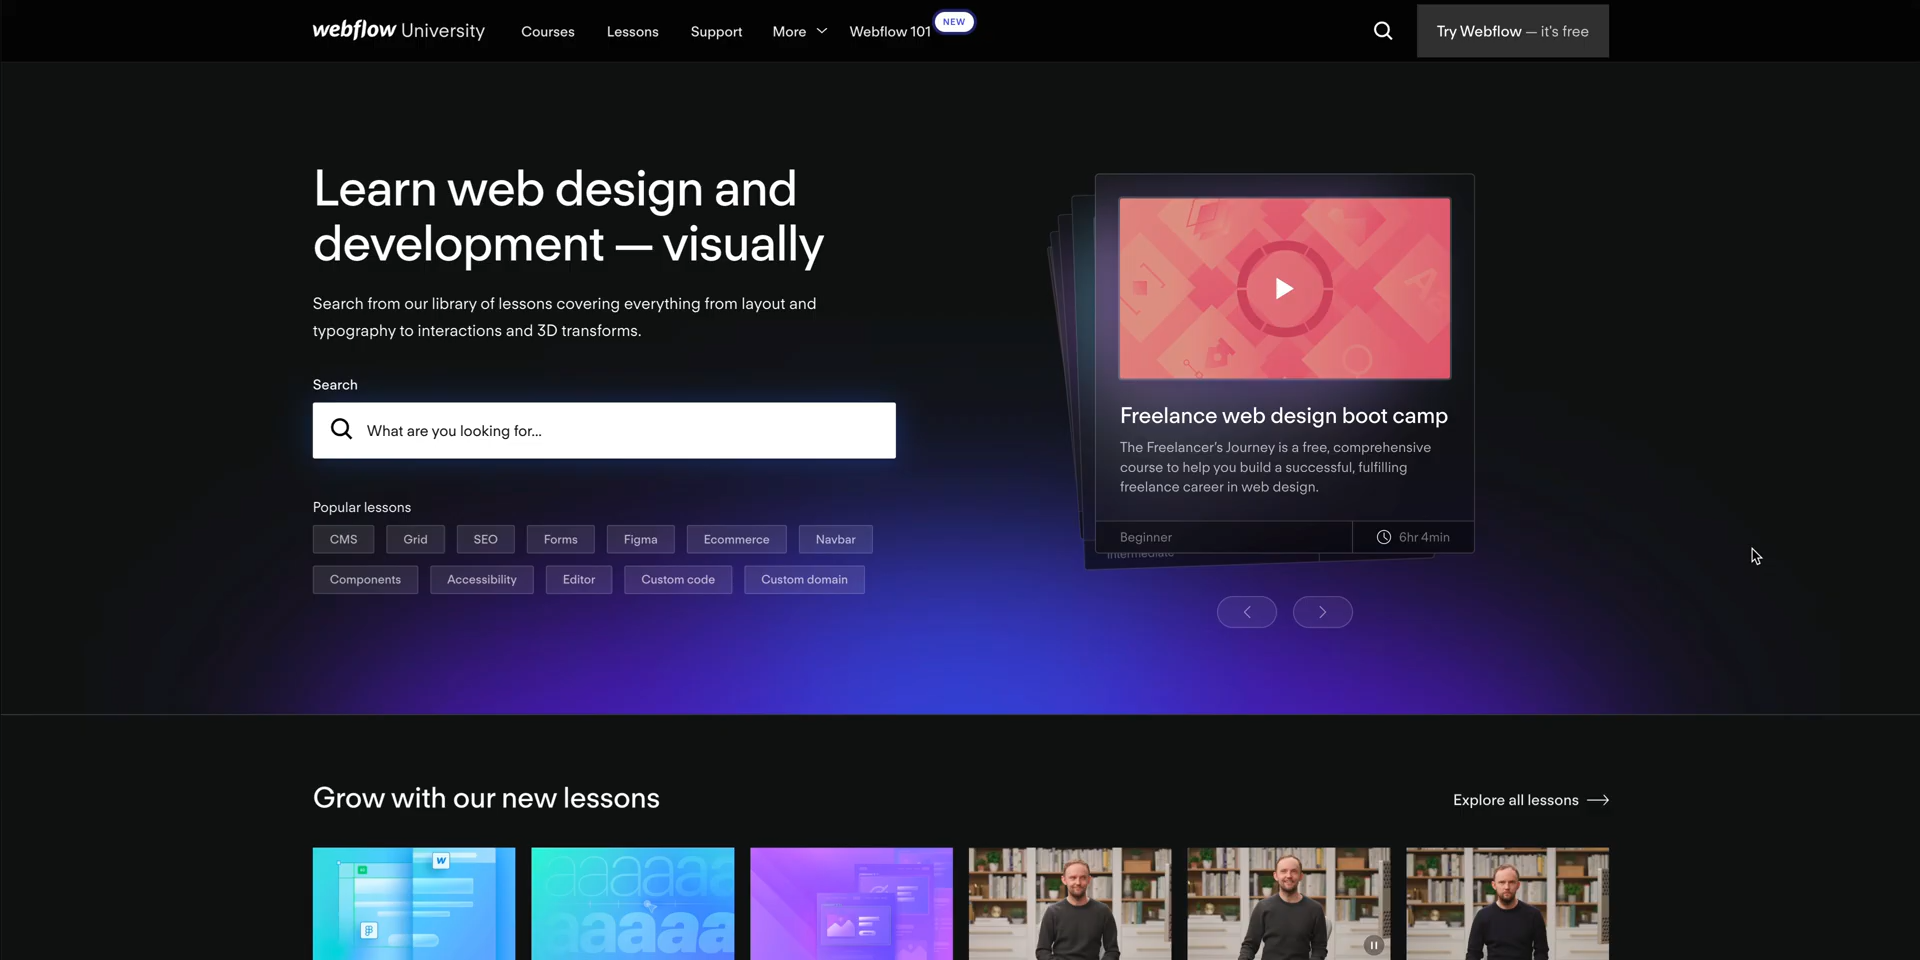 webflow University
Courses
Lessons
Support
More
Webflow 101
NEW
Try Webflow — it's free
Learn web design and
development — visually
Search from our library of lessons covering everything from layout and
typography to interactions and 3D transforms.
Search
What are you looking for...
Popular lessons
CMS
Grid
SEO
Forms
Figma
Ecommerce
Navbar
Components
Accessibility
Editor
Custom code
Custom domain
Freelance web design boot camp
The Freelancer's Journey is a free, comprehensive
course to help you build a successful, fulfilling
freelance career in web design.
Beginner
6hr 4min
Intermediate
Grow with our new lessons
Explore all lessons
W
aaaaaa
aaaaa